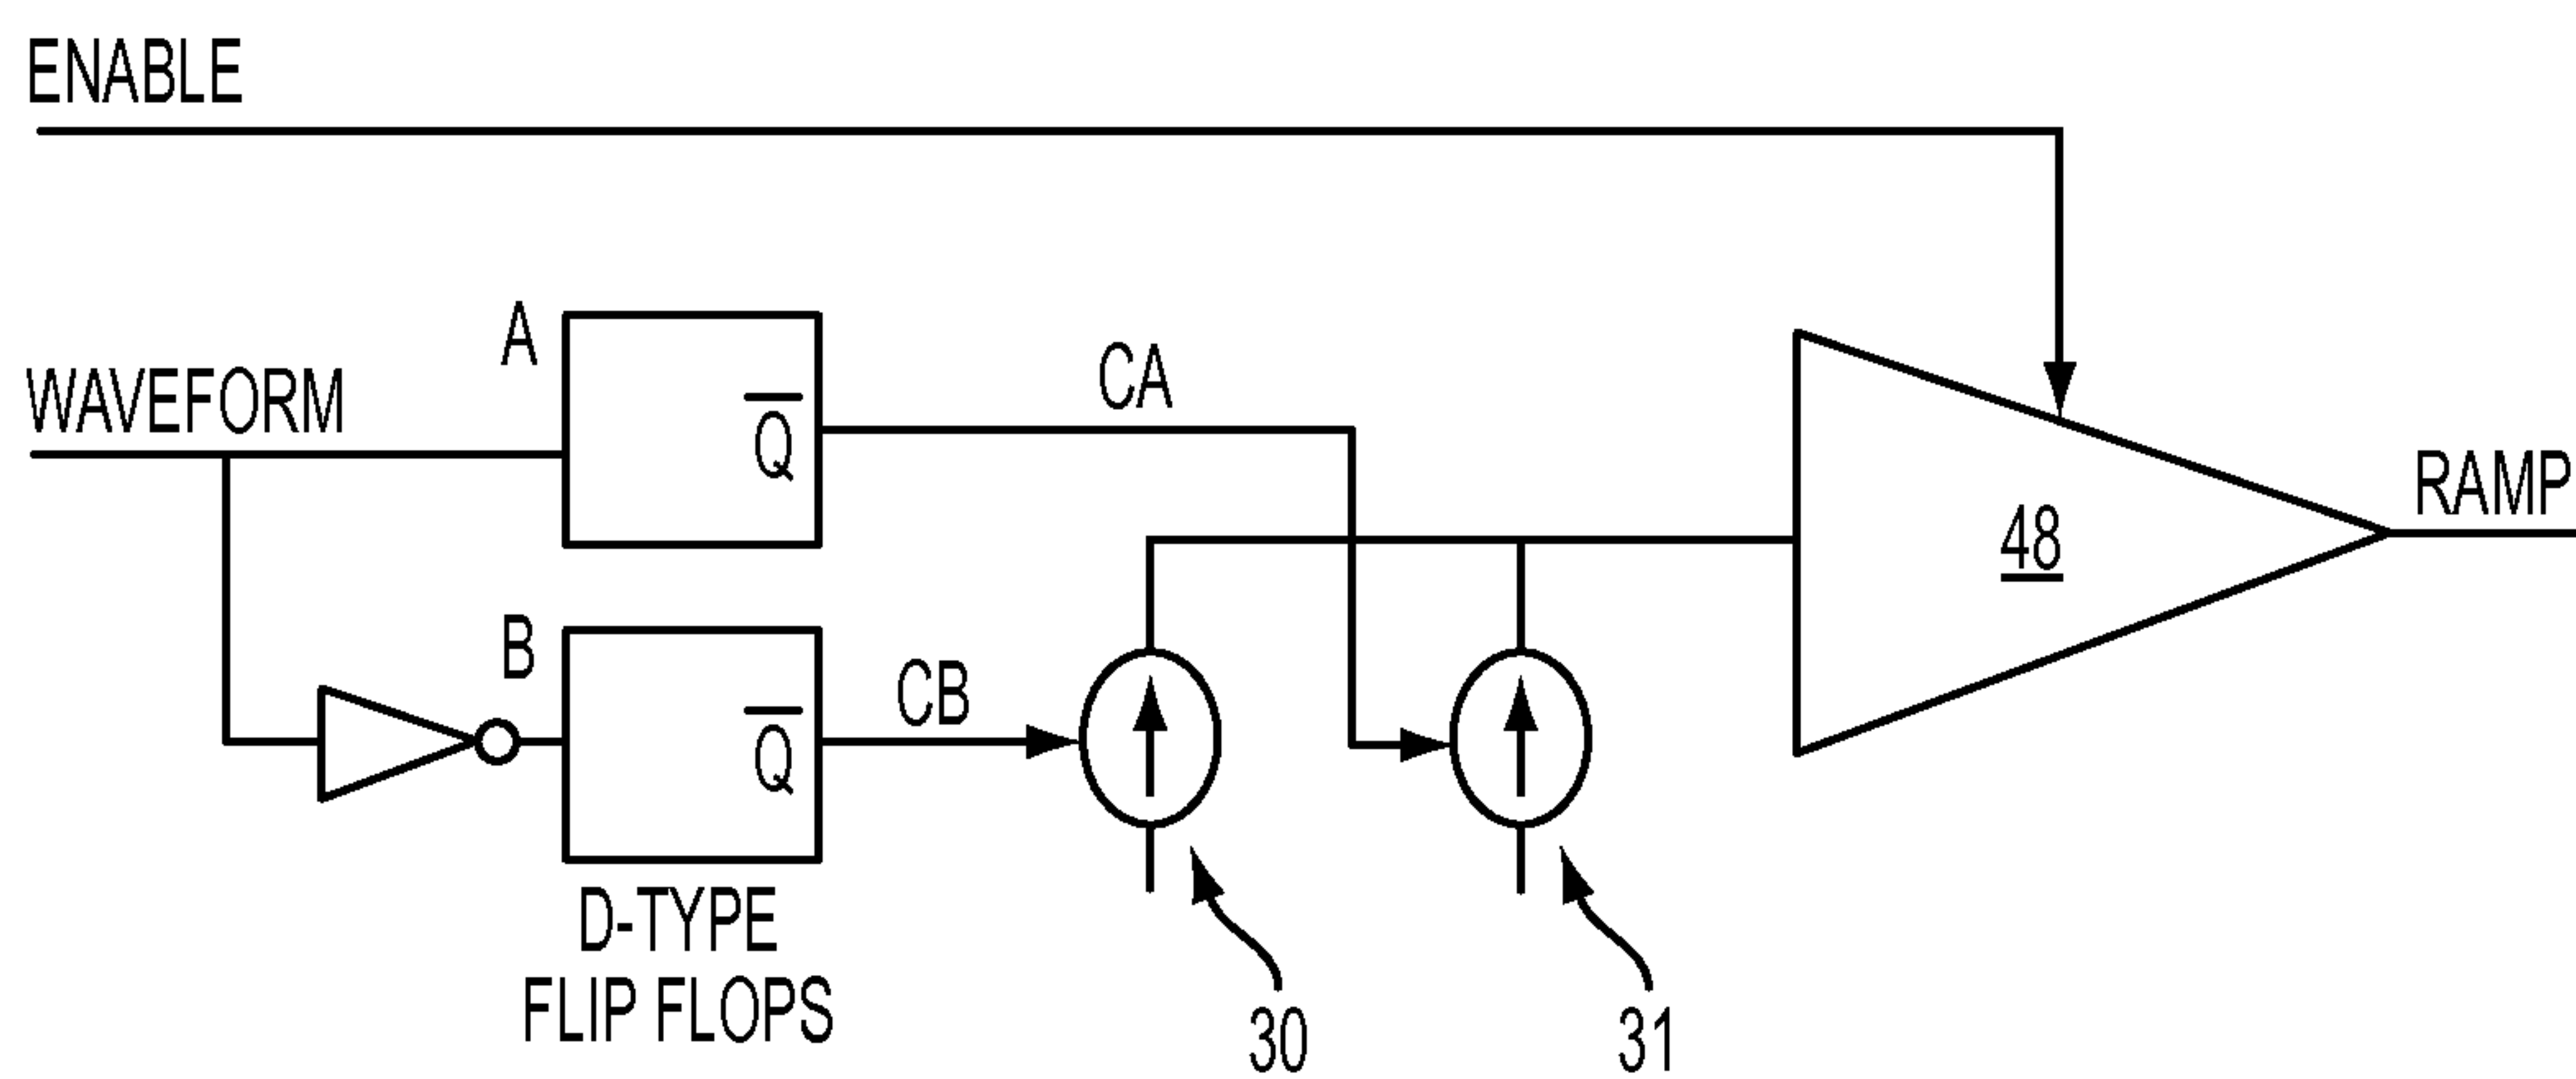 ENABLE
WAVEFORM
A
Q
CA
RAMP
48
B
Q
CB
D-TYPE
FLIP FLOPS
30
31